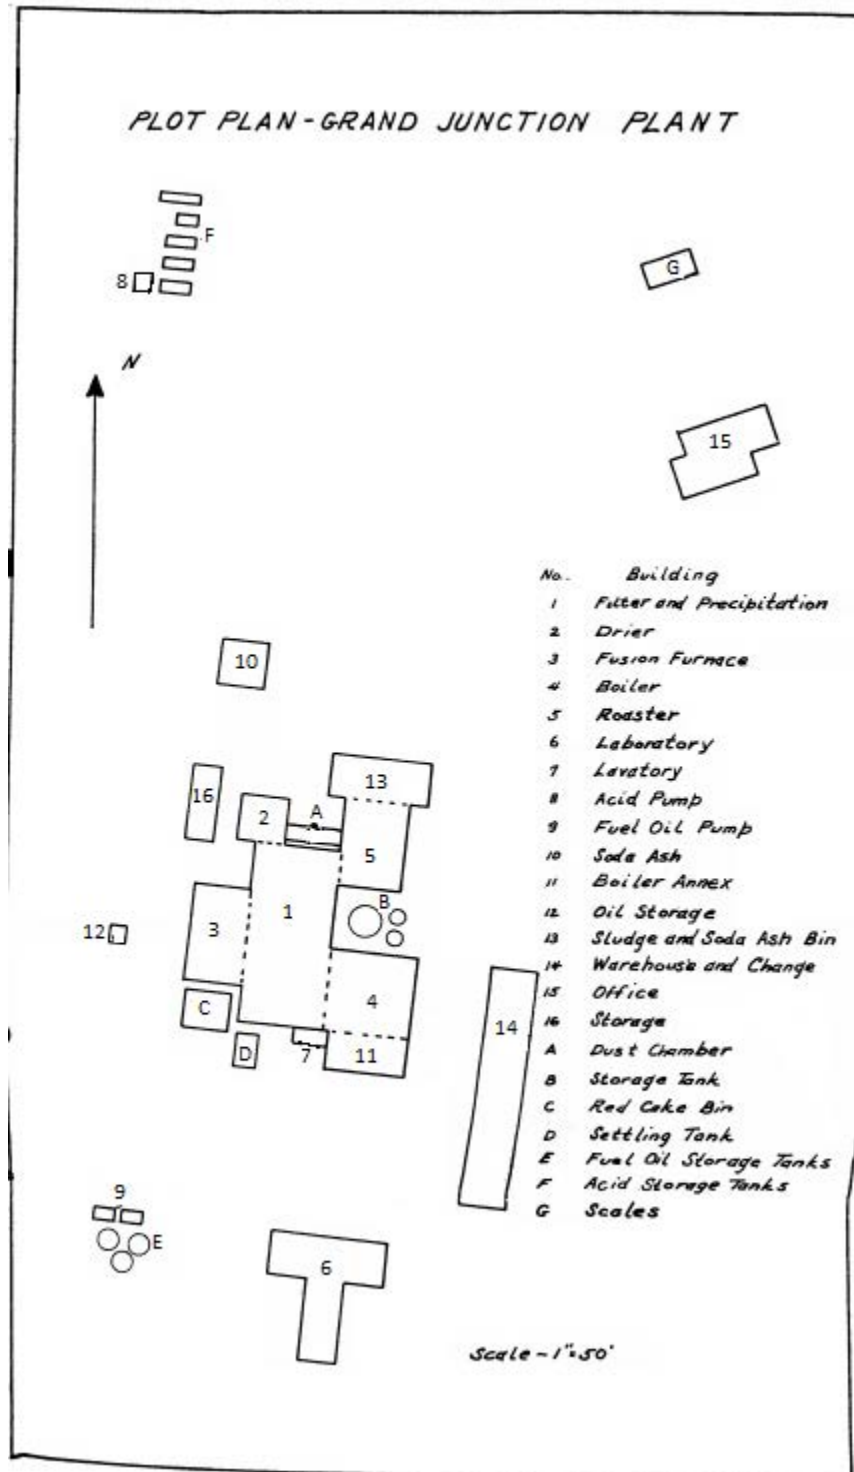 PLOT PLAN - GRAND JUNCTION PLANT
F
8
G
N
15
No. Building
1 Filter and Precipitation
2 Drier
3 Fusion Furnace
4 Boiler
5 Roaster
6 Laboratory
7 Lavatory
8 Acid Pump
9 Fuel Oil Pump
10 Soda Ash
11 Boiler Annex
12 Oil Storage
13 Sludge and Soda Ash Bin
14 Warehouse and Change
15 Office
16 Storage
A Dust Chamber
B Storage Tank
C Red Cake Bin
D Settling Tank
E Fuel Oil Storage Tanks
F Acid Storage Tanks
G Scales
10
13
16
A
2
5
B
1
3
12
C
4
14
D
7
11
9
E
6
Scale - 1"=50'